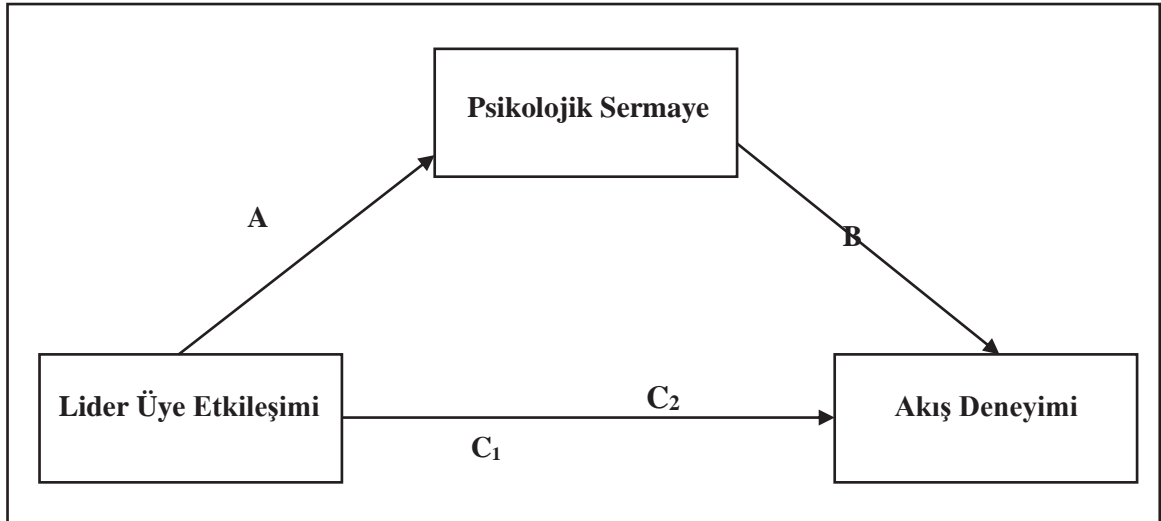 Psikolojik Sermaye
A
B
Lider Üye Etkileşimi
C₂
Akış Deneyimi
C₁